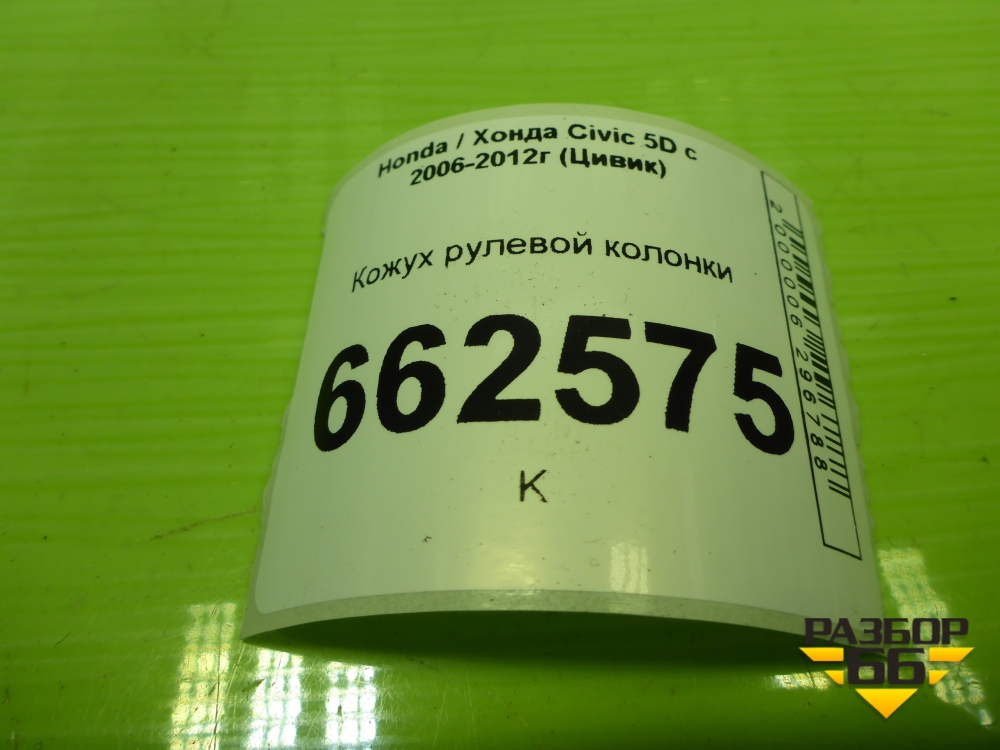 Honda / Хонда Civic 5D с
2006-2012г (Цивик)
Кожух рулевой колонки
662575
К
2000006296788
РАЗБОР
66